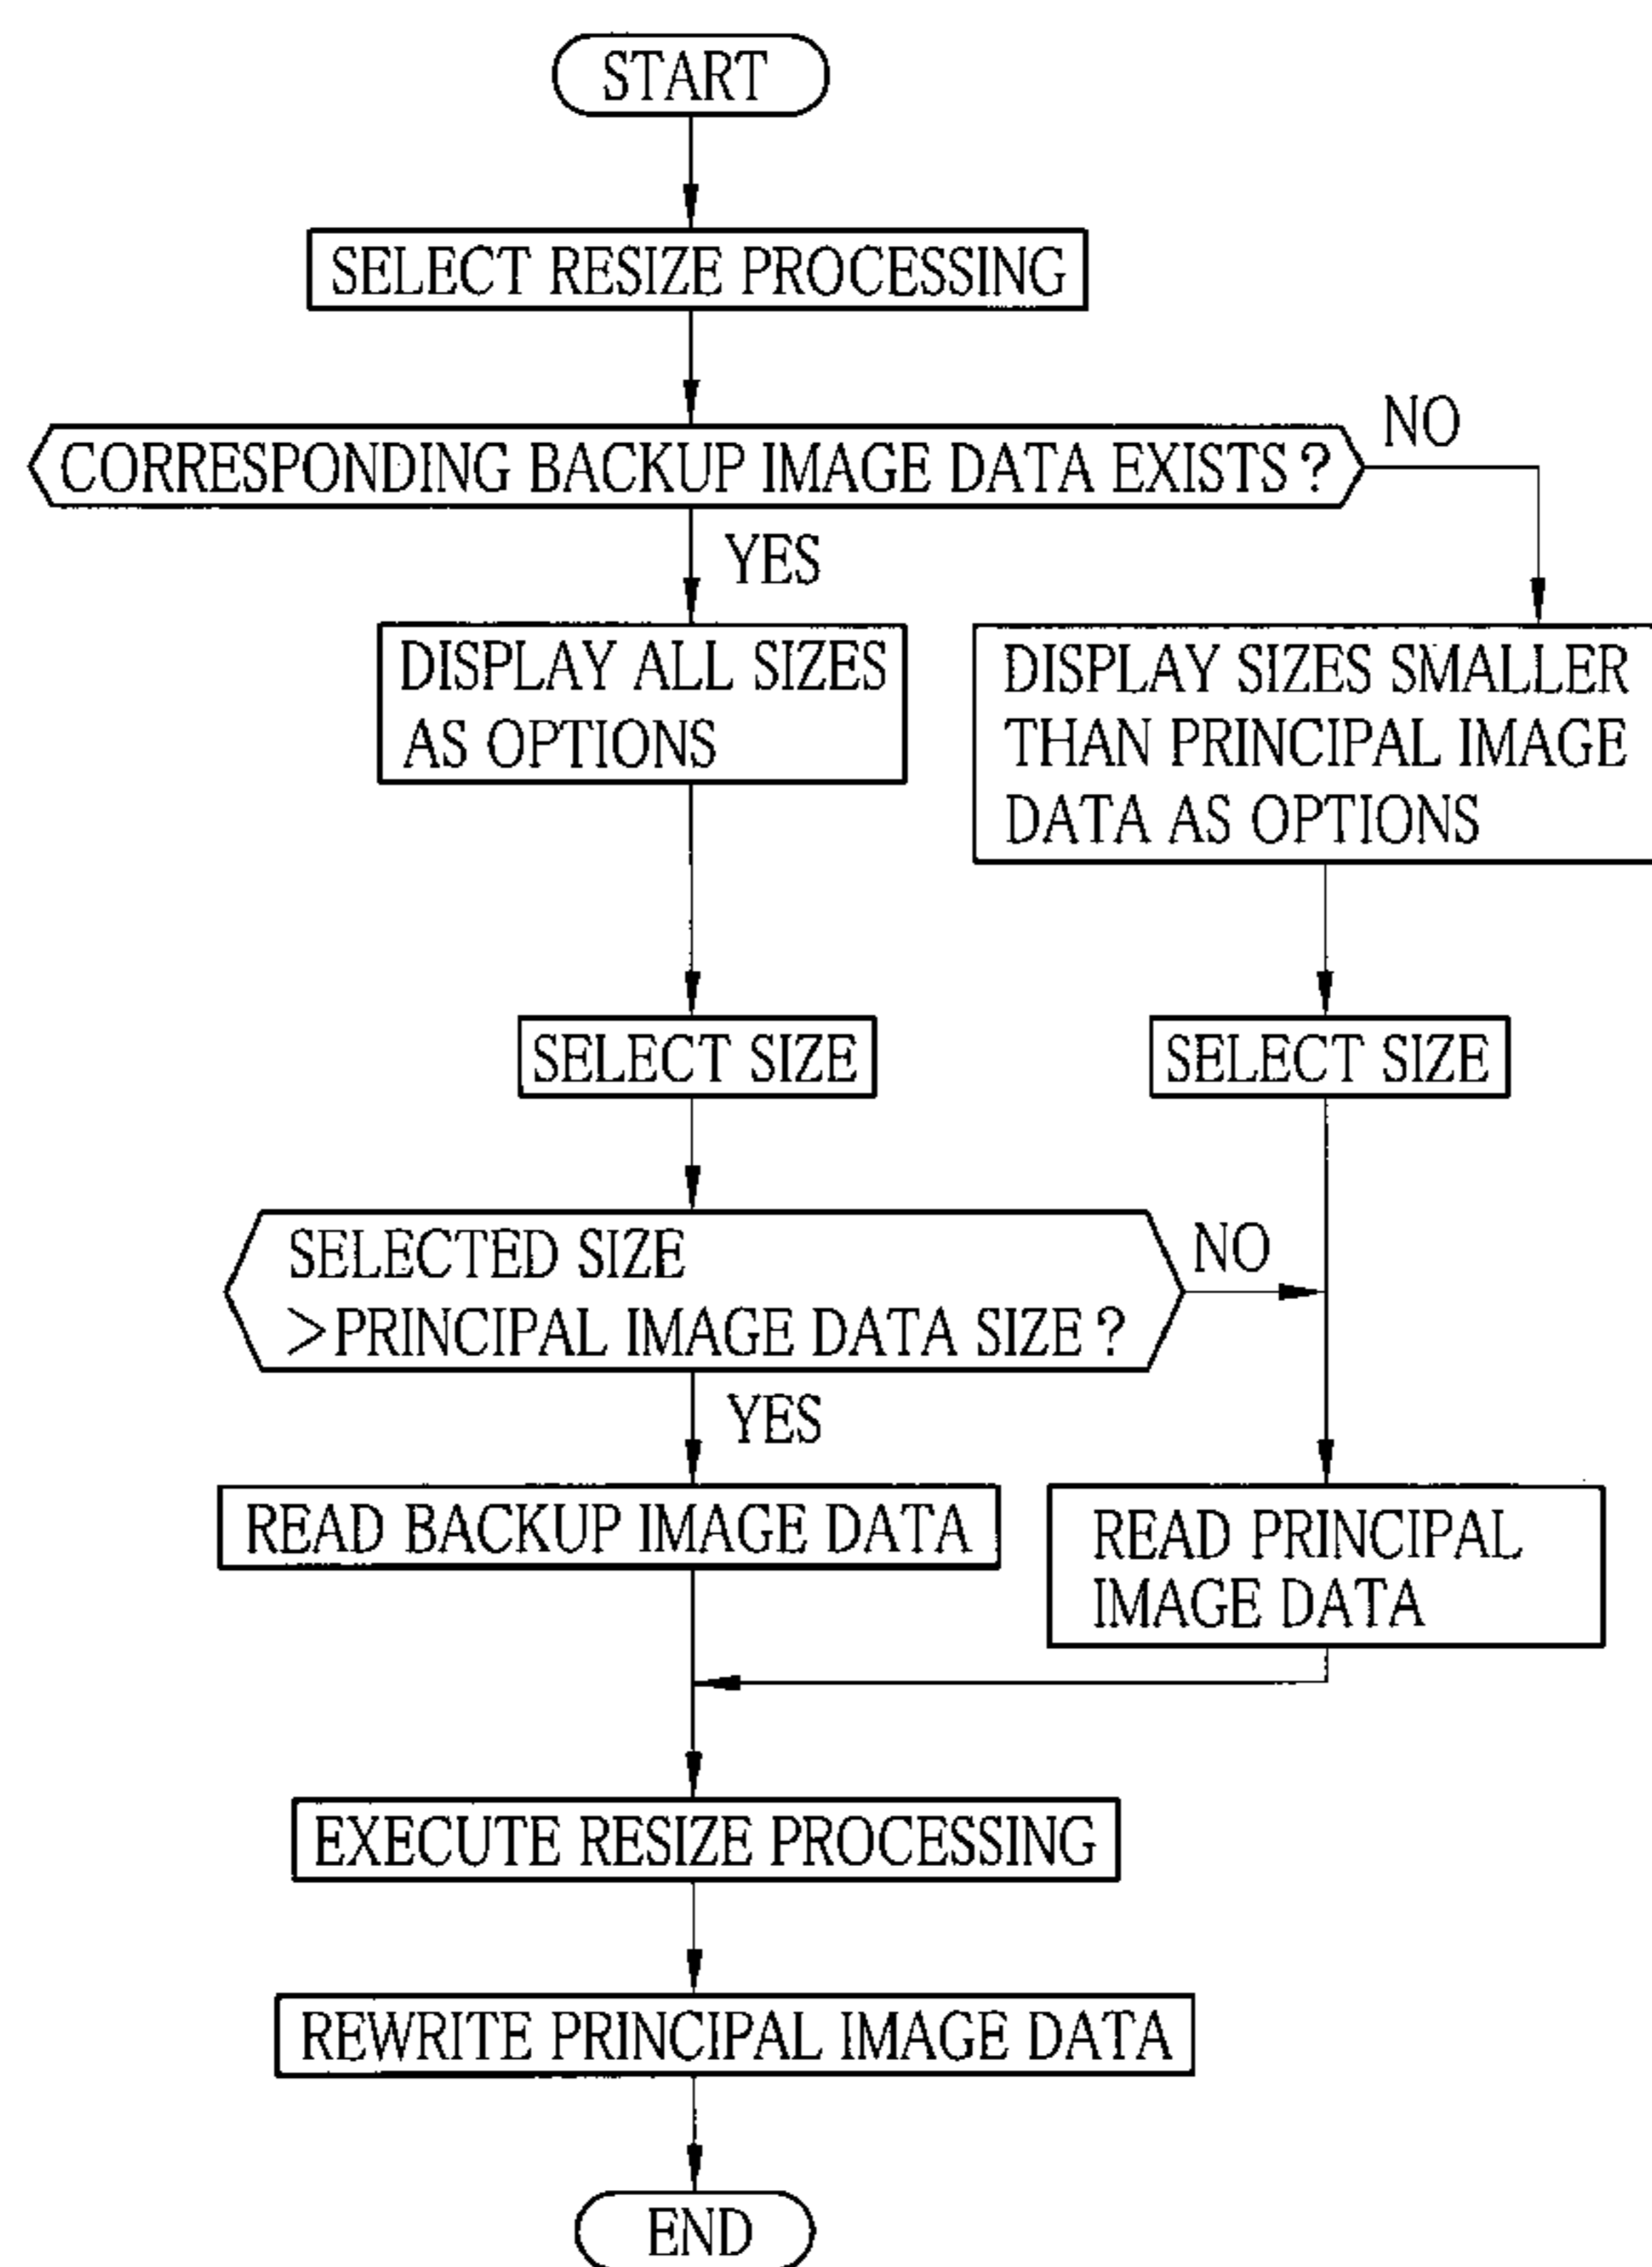 START
SELECT RESIZE PROCESSING
CORRESPONDING BACKUP IMAGE DATA EXISTS ?
NO
YES
DISPLAY ALL SIZES
AS OPTIONS
DISPLAY SIZES SMALLER
THAN PRINCIPAL IMAGE
DATA AS OPTIONS
SELECT SIZE
SELECT SIZE
SELECTED SIZE
>PRINCIPAL IMAGE DATA SIZE ?
NO
YES
READ BACKUP IMAGE DATA
READ PRINCIPAL
IMAGE DATA
EXECUTE RESIZE PROCESSING
REWRITE PRINCIPAL IMAGE DATA
END